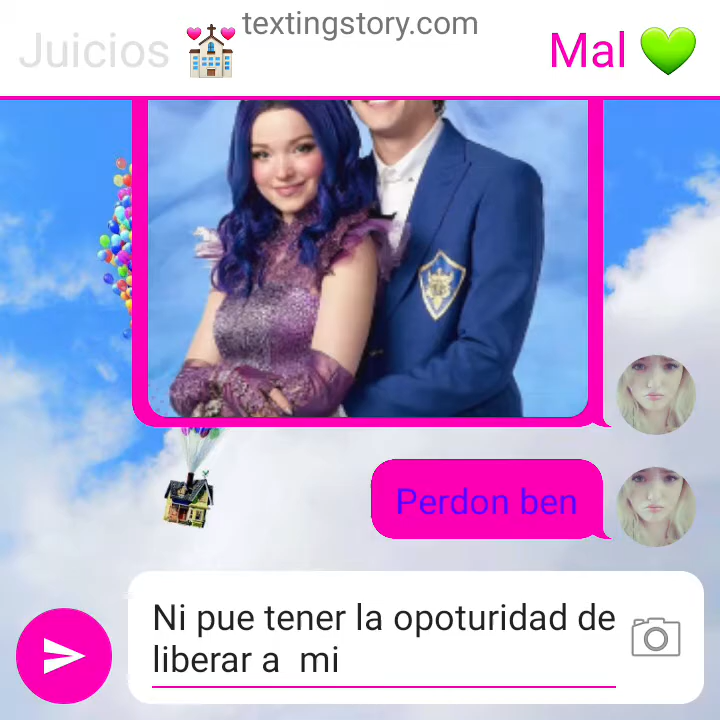 textingstory.com
Juicios 💒
Mal 💚
Perdon ben
Ni pue tener la opoturidad de
liberar a  mi